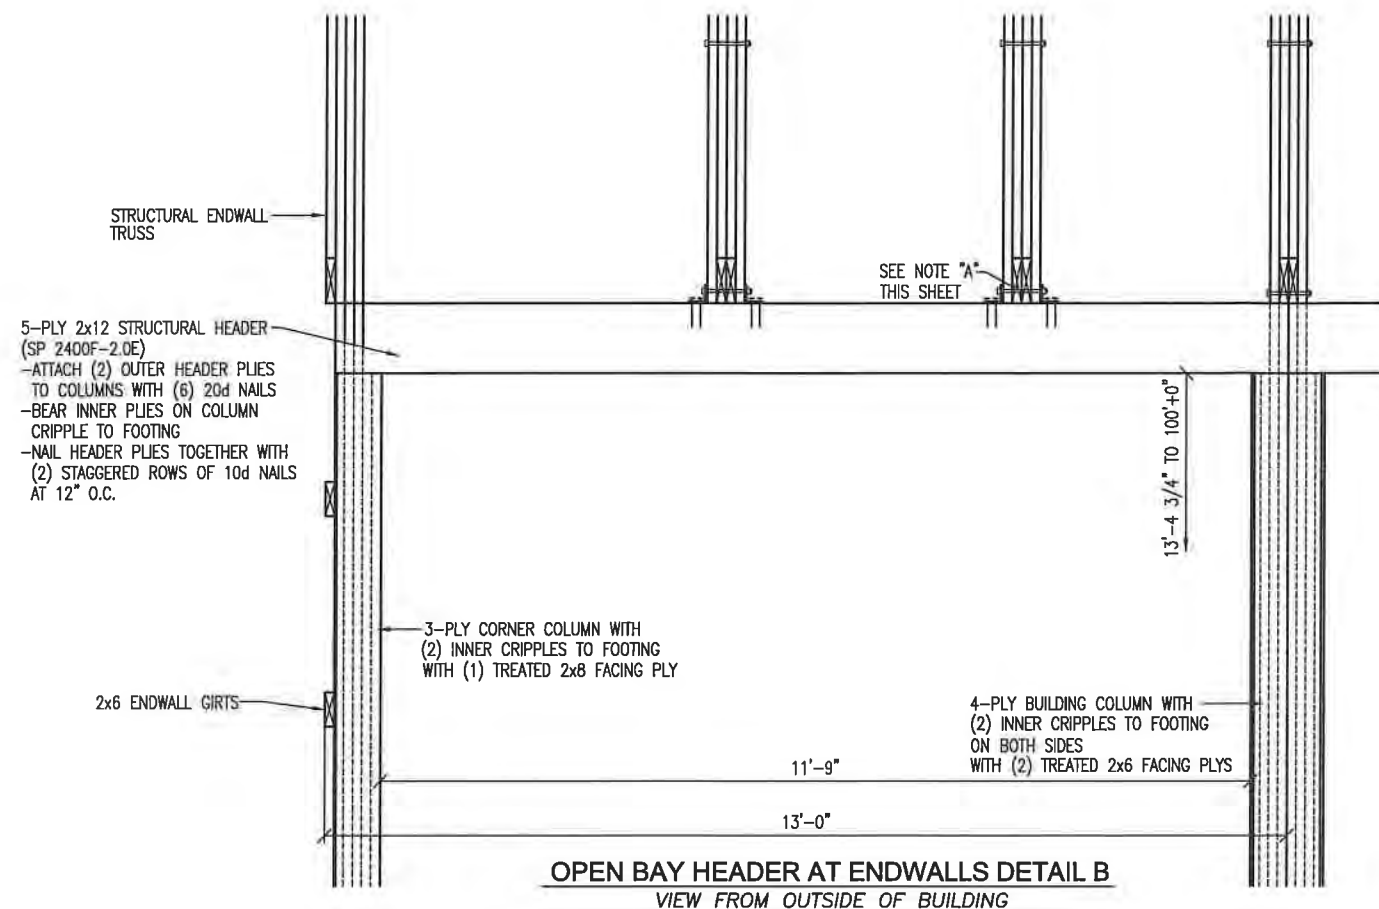 STRUCTURAL ENDWALL
TRUSS
SEE NOTE "A"
THIS SHEET
5-PLY 2x12 STRUCTURAL HEADER
(SP 2400F-2.0E)
-ATTACH (2) OUTER HEADER PLIES
TO COLUMNS WITH (6) 20d NAILS
-BEAR INNER PLIES ON COLUMN
CRIPPLE TO FOOTING
-NAIL HEADER PLIES TOGETHER WITH
(2) STAGGERED ROWS OF 10d NAILS
AT 12" O.C.
13'-4 3/4" TO 100'+0"
3-PLY CORNER COLUMN WITH
(2) INNER CRIPPLES TO FOOTING
WITH (1) TREATED 2x8 FACING PLY
2x6 ENDWALL GIRTS
4-PLY BUILDING COLUMN WITH
(2) INNER CRIPPLES TO FOOTING
ON BOTH SIDES
WITH (2) TREATED 2x6 FACING PLYS
11'-9"
13'-0"
OPEN BAY HEADER AT ENDWALLS DETAIL B
VIEW FROM OUTSIDE OF BUILDING